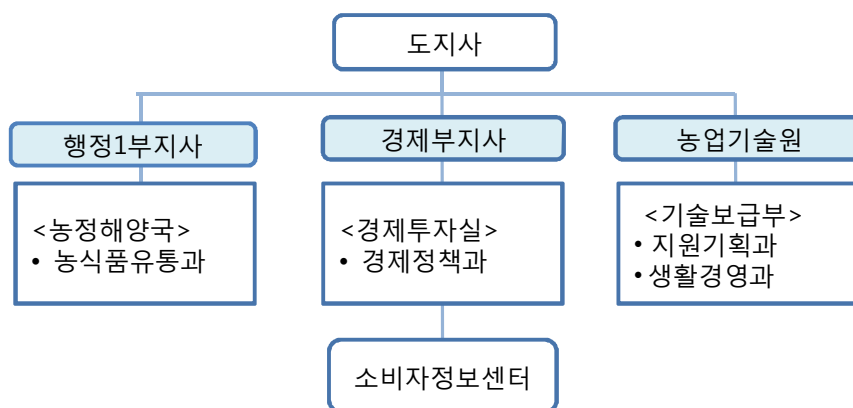 도지사
행정1부지사
경제부지사
농업기술원
<농정해양국>
• 농식품유통과
<경제투자실>
• 경제정책과
<기술보급부>
• 지원기획과
• 생활경영과
소비자정보센터